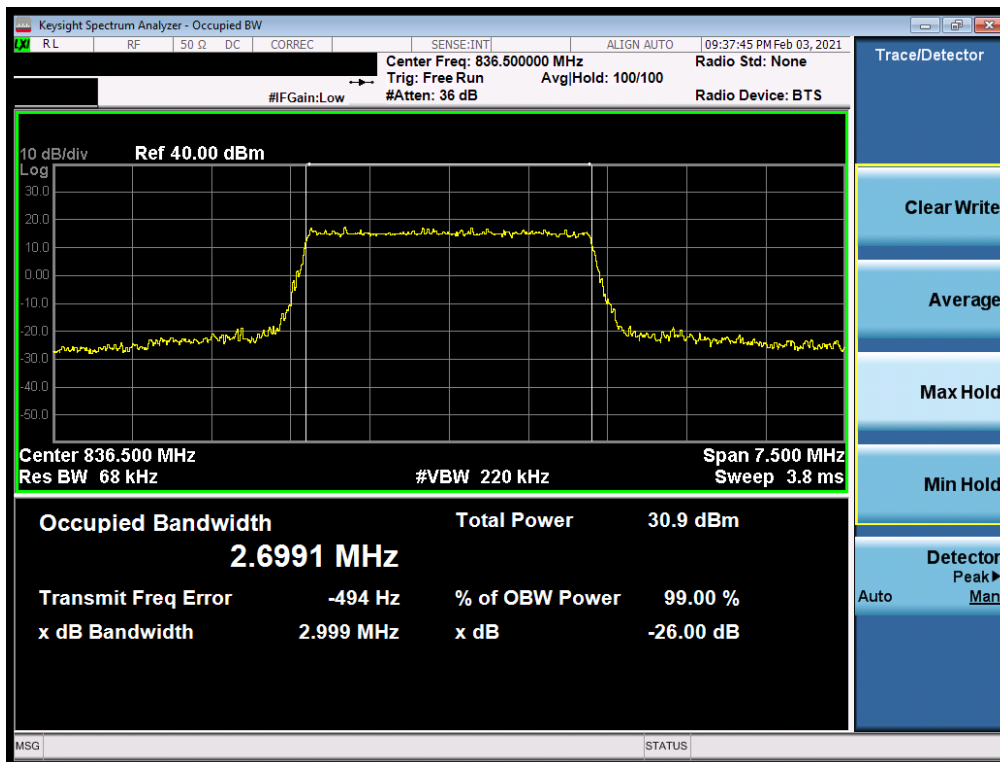 Keysight Spectrum Analyzer - Occupied BW
LXI RL RF 50 Ω DC CORREC SENSE:INT ALIGN AUTO 09:37:45 PM Feb 03, 2021
Center Freq: 836.500000 MHz Radio Std: None
Trig: Free Run Avg|Hold: 100/100
#IFGain:Low #Atten: 36 dB Radio Device: BTS
10 dB/div Ref 40.00 dBm
Log
30.0
20.0
10.0
0.00
-10.0
-20.0
-30.0
-40.0
-50.0
Center 836.500 MHz Span 7.500 MHz
Res BW 68 kHz #VBW 220 kHz Sweep 3.8 ms
Occupied Bandwidth Total Power 30.9 dBm
2.6991 MHz
Transmit Freq Error -494 Hz % of OBW Power 99.00 %
x dB Bandwidth 2.999 MHz x dB -26.00 dB
MSG STATUS
Trace/Detector
Clear Write
Average
Max Hold
Min Hold
Detector
Peak▶
Auto Man